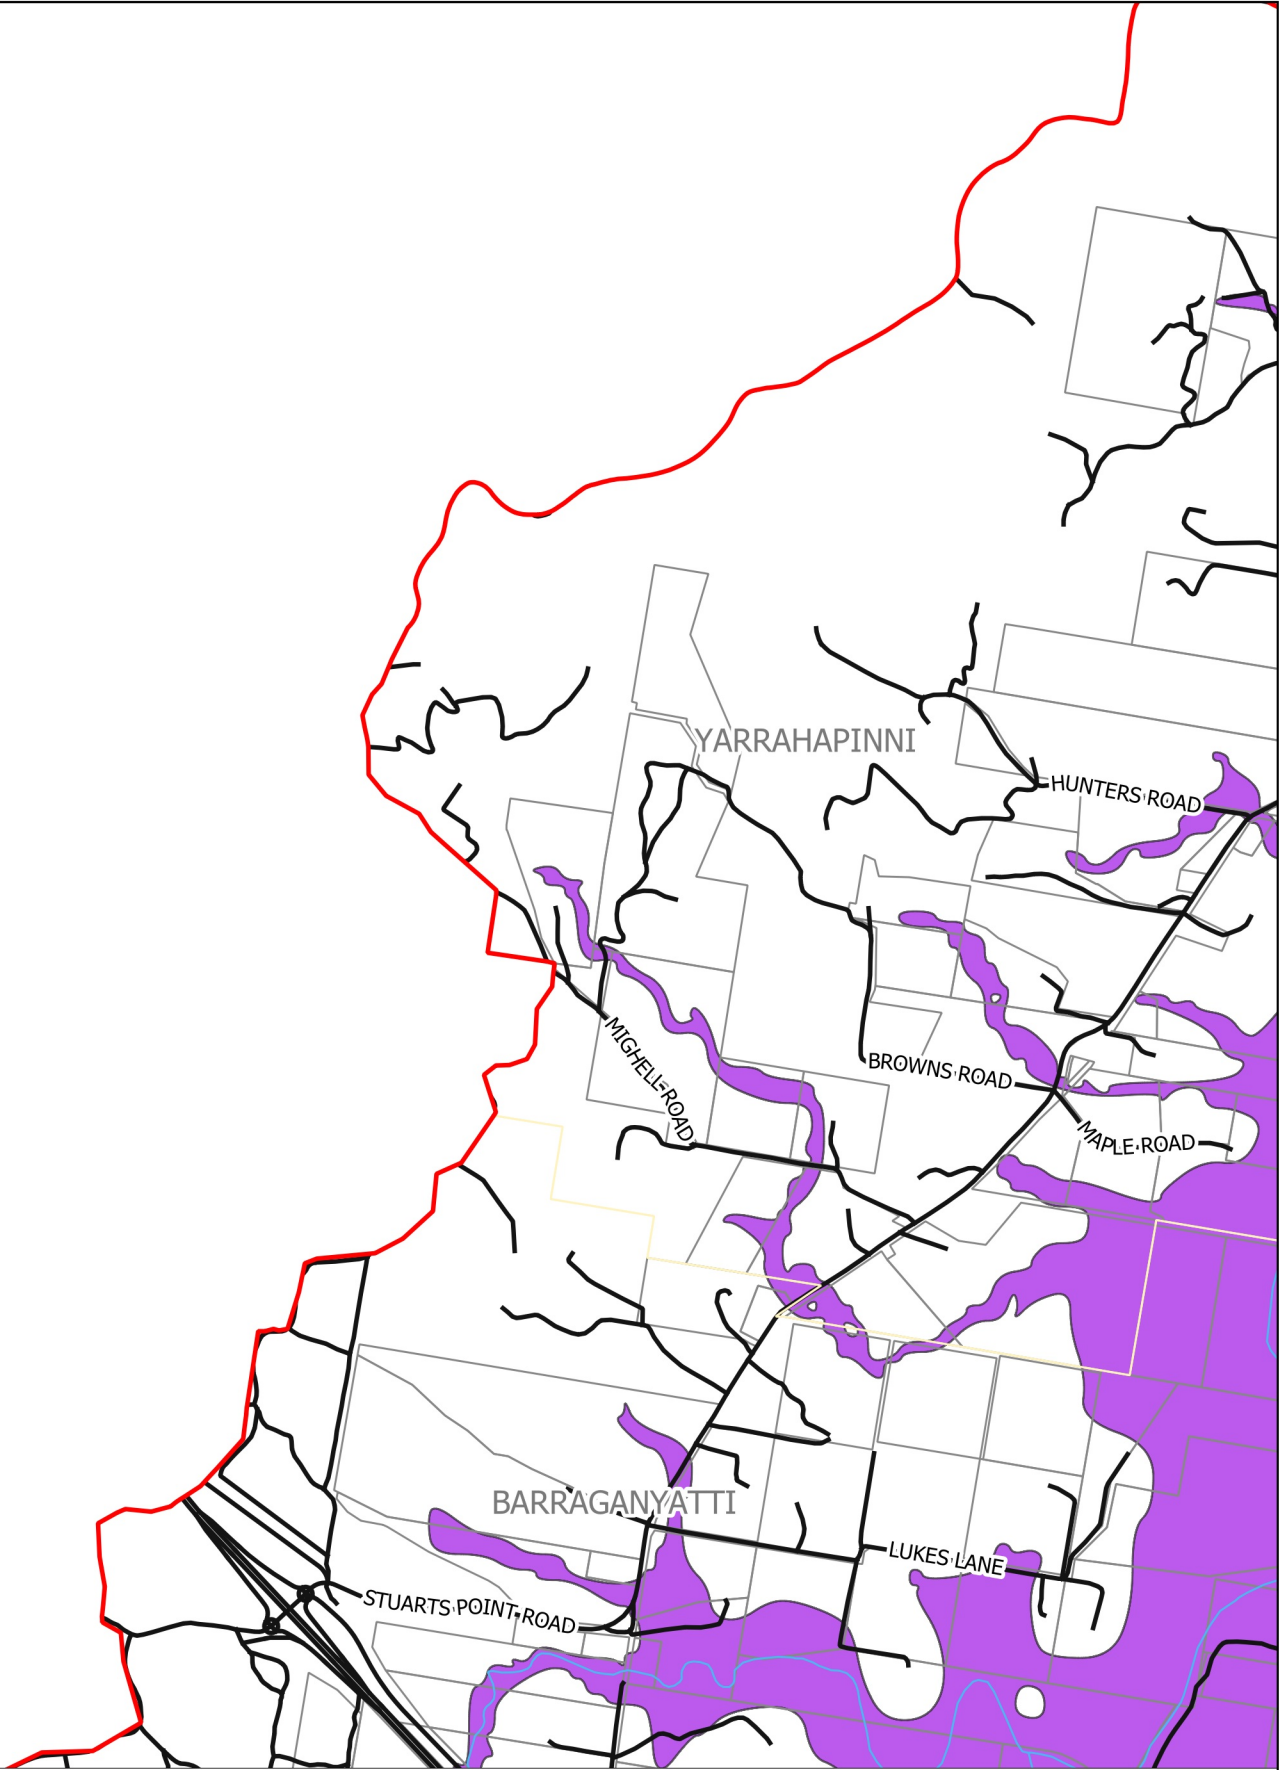 YARRAHAPINNI
HUNTERS ROAD
MIGHELL ROAD
BROWNS ROAD
MAPLE ROAD
BARRAGANYATTI
LUKES LANE
STUARTS POINT ROAD